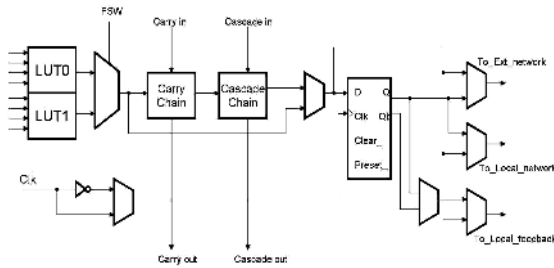 FSW
Carry in
Cascade in
LUT0
LUT1
Carry
Chain
Cascade
Chain
D
Q
Clk
Qb
Clear_
Preset_
To_Ext_network
To_Local_network
To_Local_feegback
Clk
Carry out
Cascade out